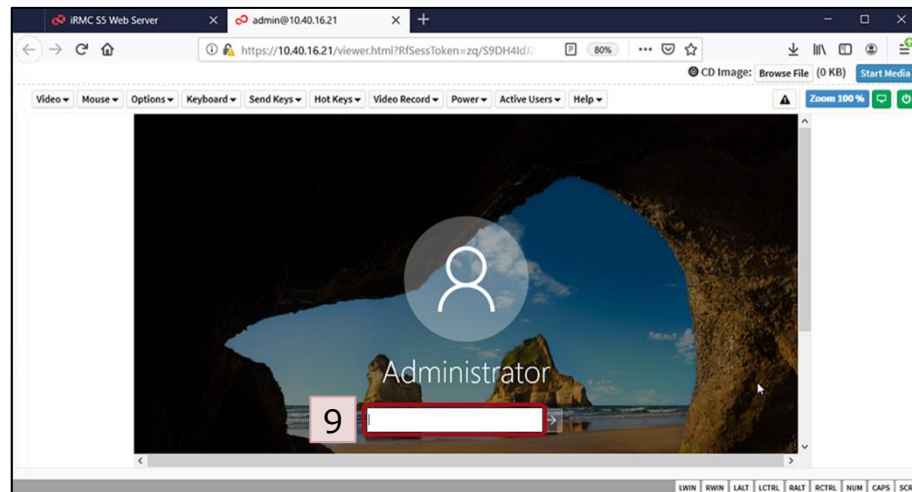 iRMC S5 Web Server × admin@10.40.16.21 × +
https://10.40.16.21/viewer.html?RfSessToken=zq/S9DH4IdJ 80%
CD Image: Browse File (0 KB) Start Media
Video Mouse Options Keyboard Send Keys Hot Keys Video Record Power Active Users Help Zoom 100 %
Administrator
9
LWIN RWIN LALT LCTRL RALT RCTRL NUM CAPS SCR